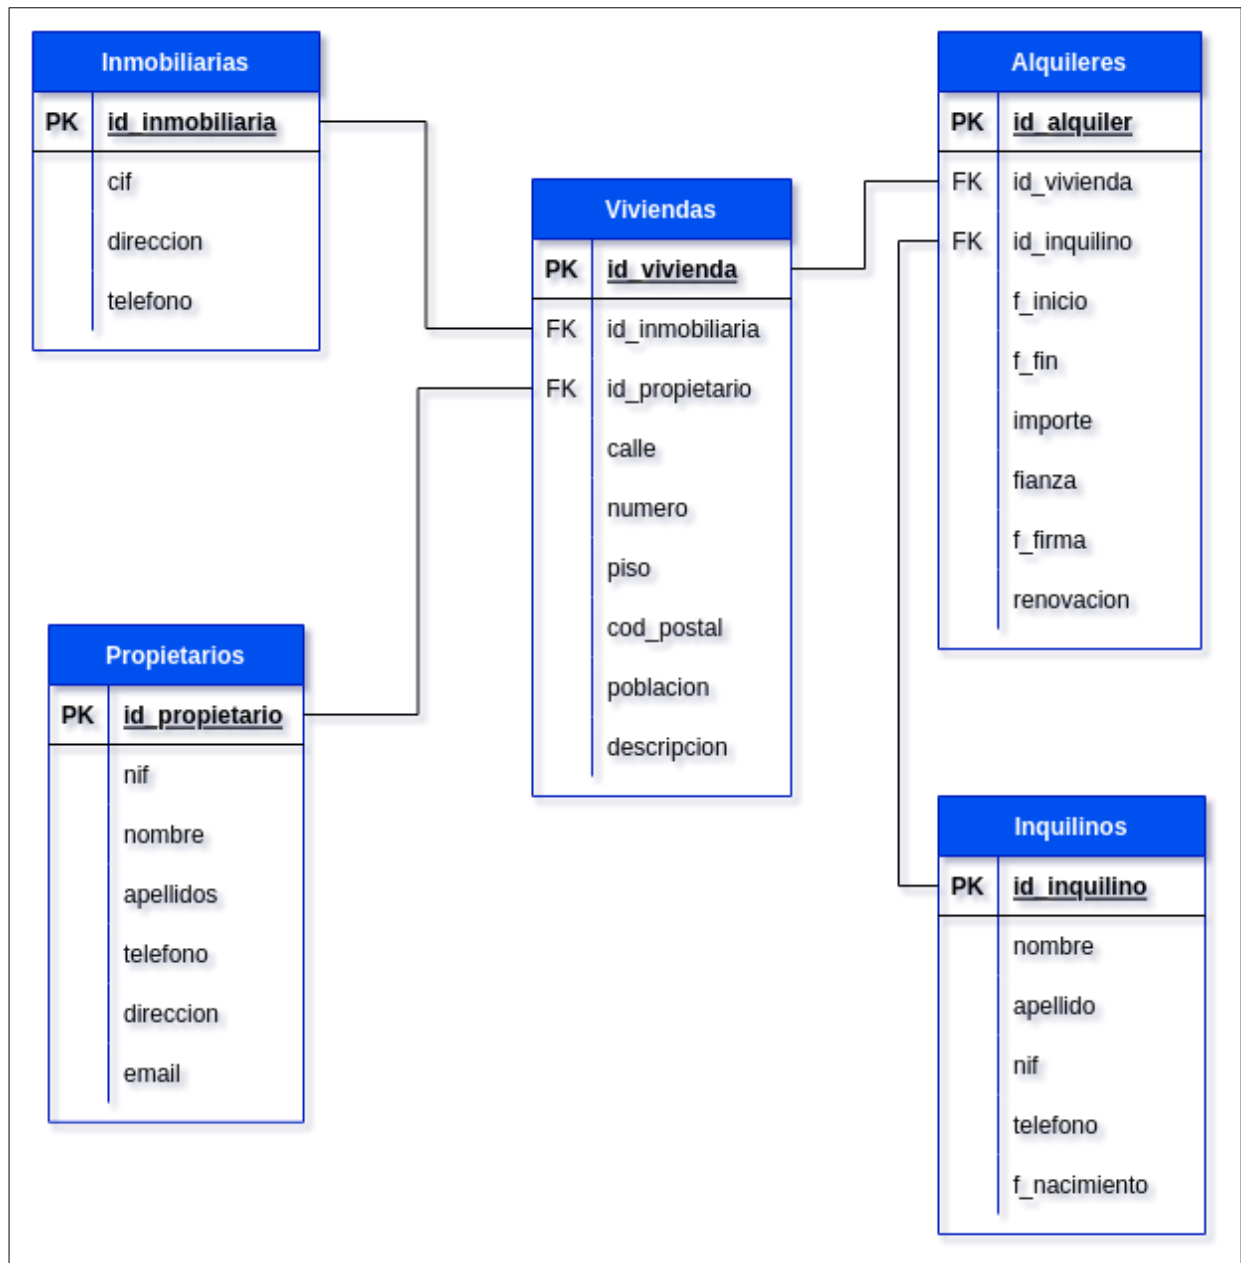 Inmobiliarias
PK id_inmobiliaria
cif
direccion
telefono
Propietarios
PK id_propietario
nif
nombre
apellidos
telefono
direccion
email
Viviendas
PK id_vivienda
FK id_inmobiliaria
FK id_propietario
calle
numero
piso
cod_postal
poblacion
descripcion
Alquileres
PK id_alquiler
FK id_vivienda
FK id_inquilino
f_inicio
f_fin
importe
fianza
f_firma
renovacion
Inquilinos
PK id_inquilino
nombre
apellido
nif
telefono
f_nacimiento